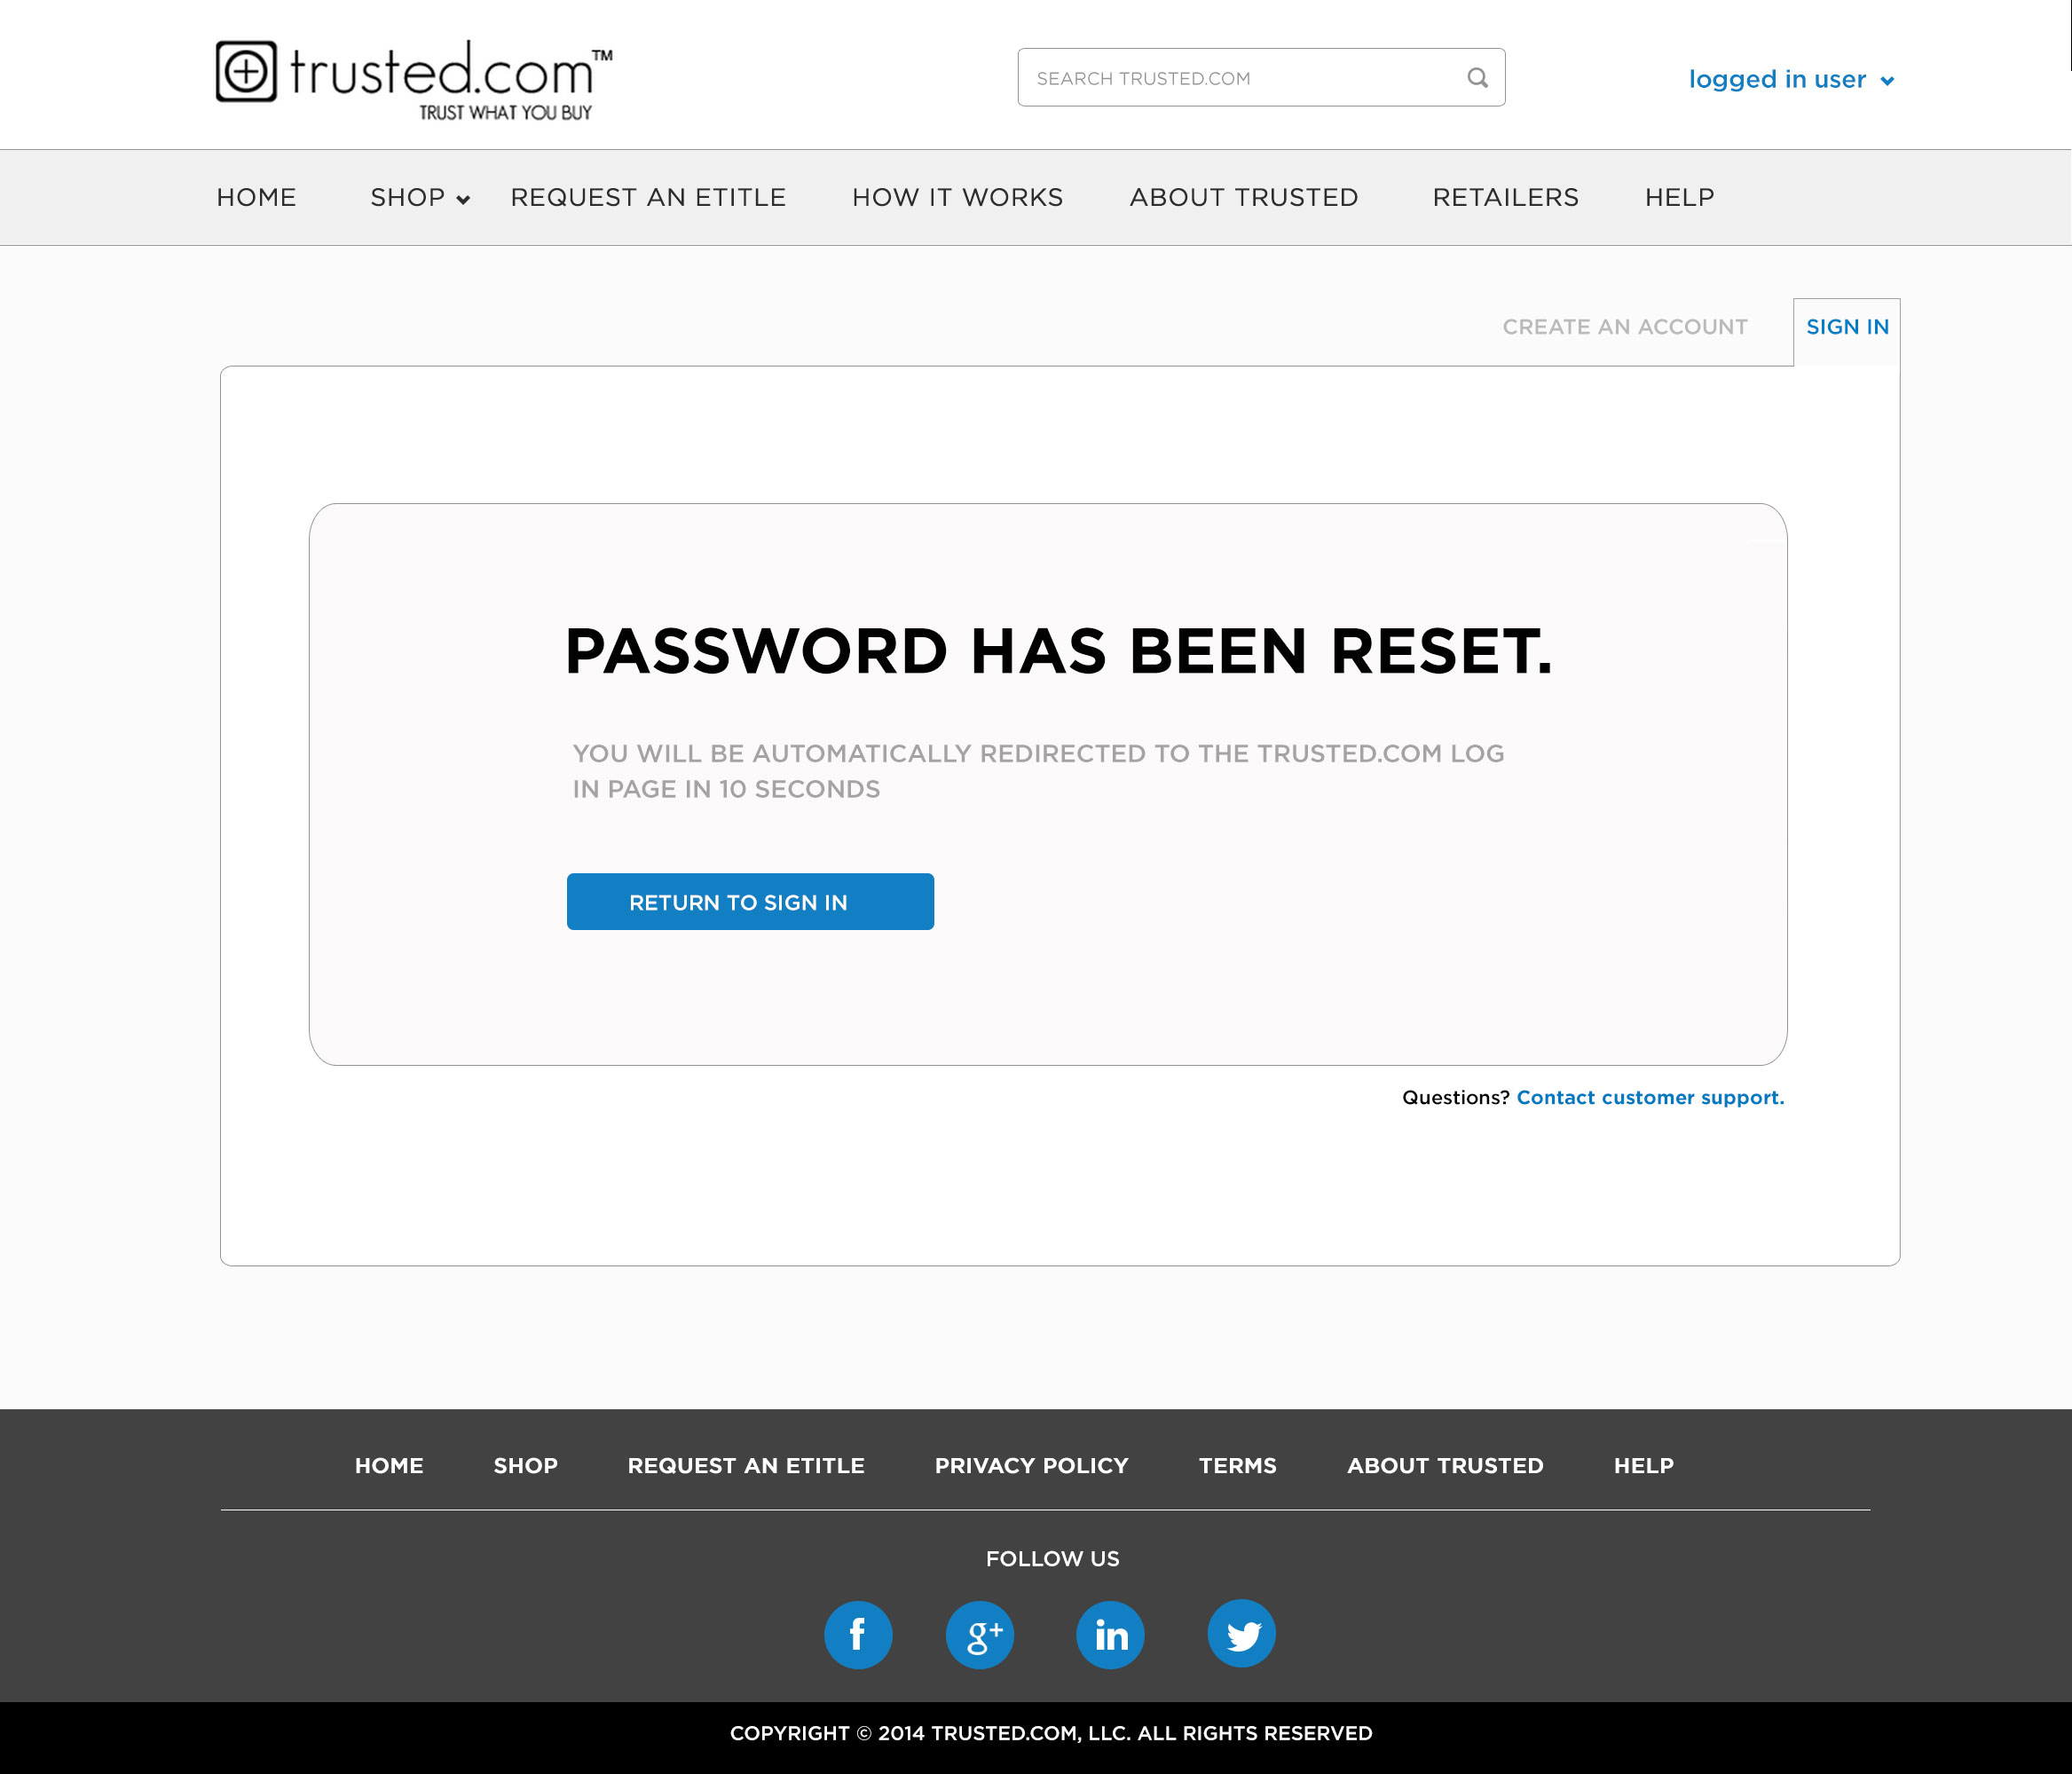 trusted.com™
TRUST WHAT YOU BUY
SEARCH TRUSTED.COM
logged in user
HOME SHOP REQUEST AN ETITLE HOW IT WORKS ABOUT TRUSTED RETAILERS HELP
CREATE AN ACCOUNT SIGN IN
PASSWORD HAS BEEN RESET.
YOU WILL BE AUTOMATICALLY REDIRECTED TO THE TRUSTED.COM LOG
IN PAGE IN 10 SECONDS
RETURN TO SIGN IN
Questions? Contact customer support.
HOME SHOP REQUEST AN ETITLE PRIVACY POLICY TERMS ABOUT TRUSTED HELP
FOLLOW US
f g+ in
COPYRIGHT © 2014 TRUSTED.COM, LLC. ALL RIGHTS RESERVED